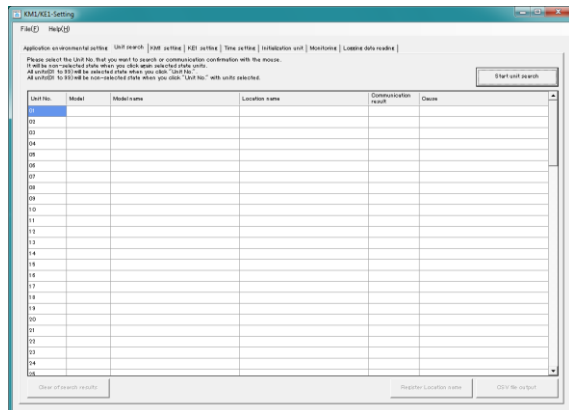 KM1/KE1-Setting
File(F) Help(H)
Application environmental setting Unit search KM1 setting KE1 setting Time setting Initialization unit Monitoring Logging data reading
Please select the Unit No. that you want to search or communication confirmation with the mouse.
It will be non-selected state when you click again selected state units.
All units(01 to 99) will be selected state when you click "Unit No.".
All units(01 to 99) will be non-selected state when you click "Unit No." with units selected.
Start unit search
Unit No. Model Model name Location name Communication result Cause
01
02
03
04
05
06
07
08
09
10
11
12
13
14
15
16
17
18
19
20
21
22
23
24
25
Clear of search results Register Location name CSV file output